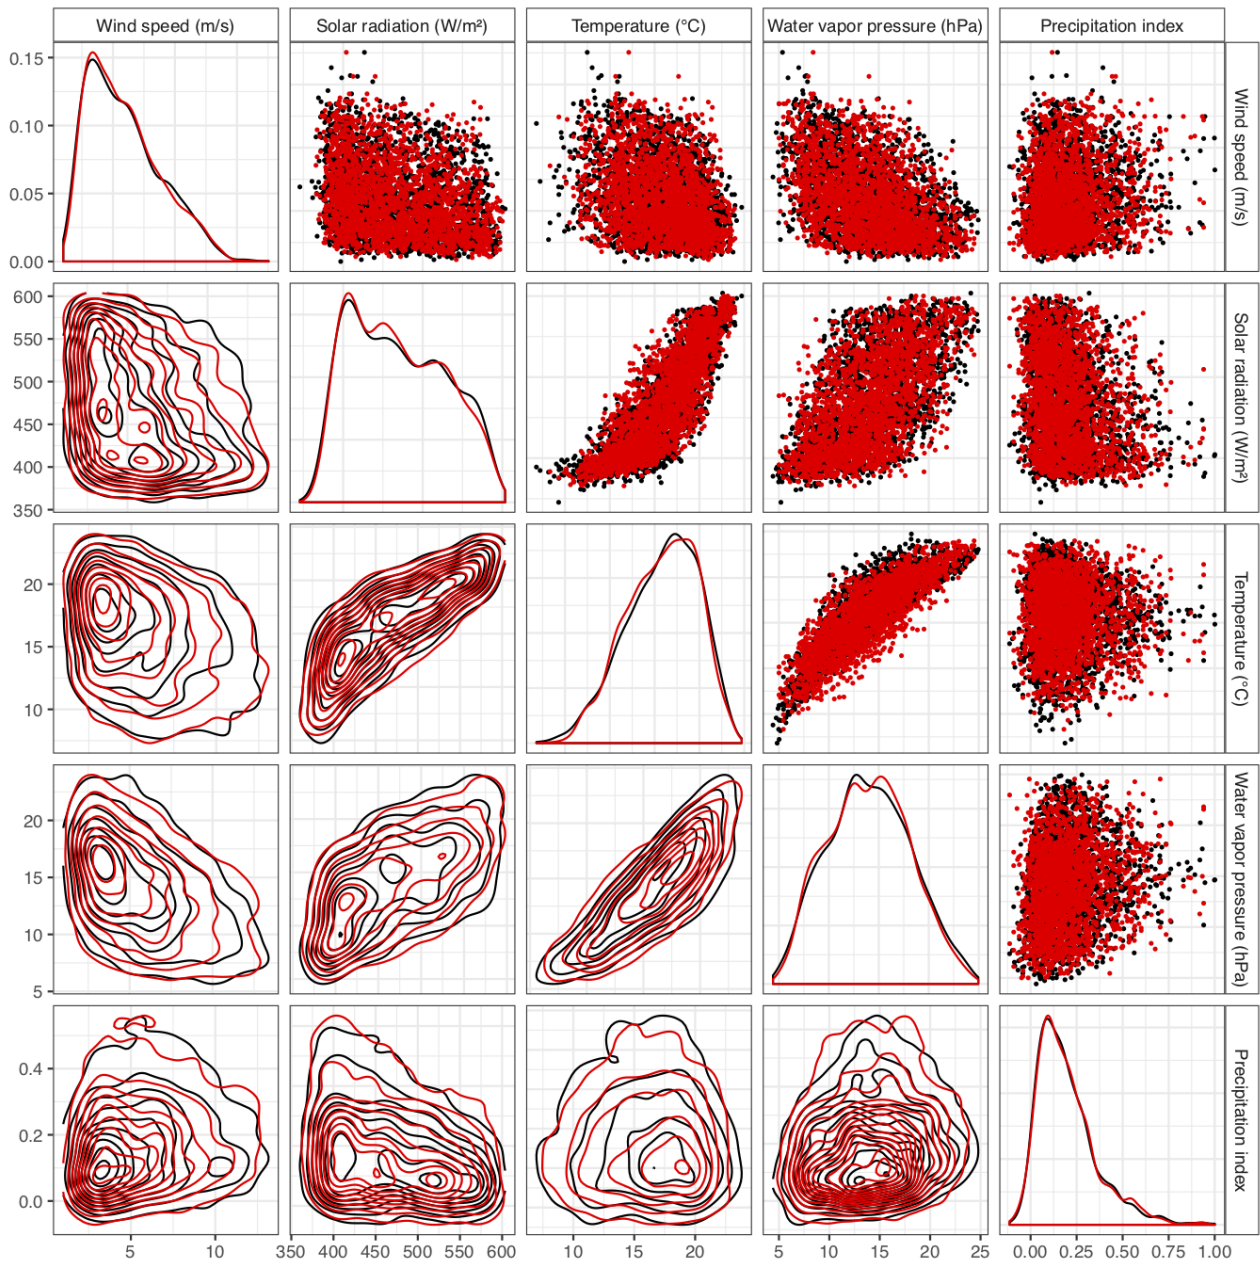 Wind speed (m/s) Solar radiation (W/m²) Temperature (°C) Water vapor pressure (hPa) Precipitation index
0.15
0.10
0.05
0.00
Wind speed (m/s)
600
550
500
450
400
350
Solar radiation (W/m²)
20
15
10
Temperature (°C)
20
15
10
5
Water vapor pressure (hPa)
0.4
0.2
0.0
Precipitation index
5 10 350 400 450 500 550 600 10 15 20 5 10 15 20 25 0.00 0.25 0.50 0.75 1.00